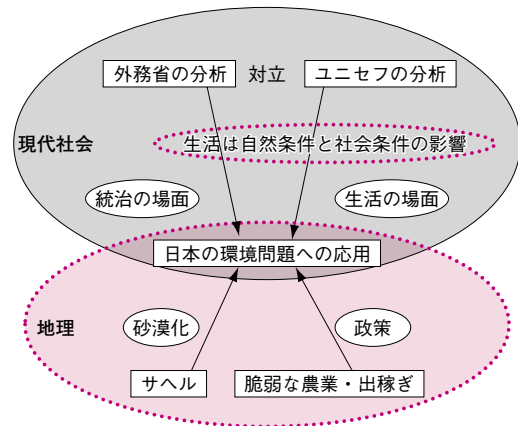 外務省の分析
対立
ユニセフの分析
現代社会
生活は自然条件と社会条件の影響
統治の場面
生活の場面
日本の環境問題への応用
地理
砂漠化
政策
サヘル
脆弱な農業・出稼ぎ